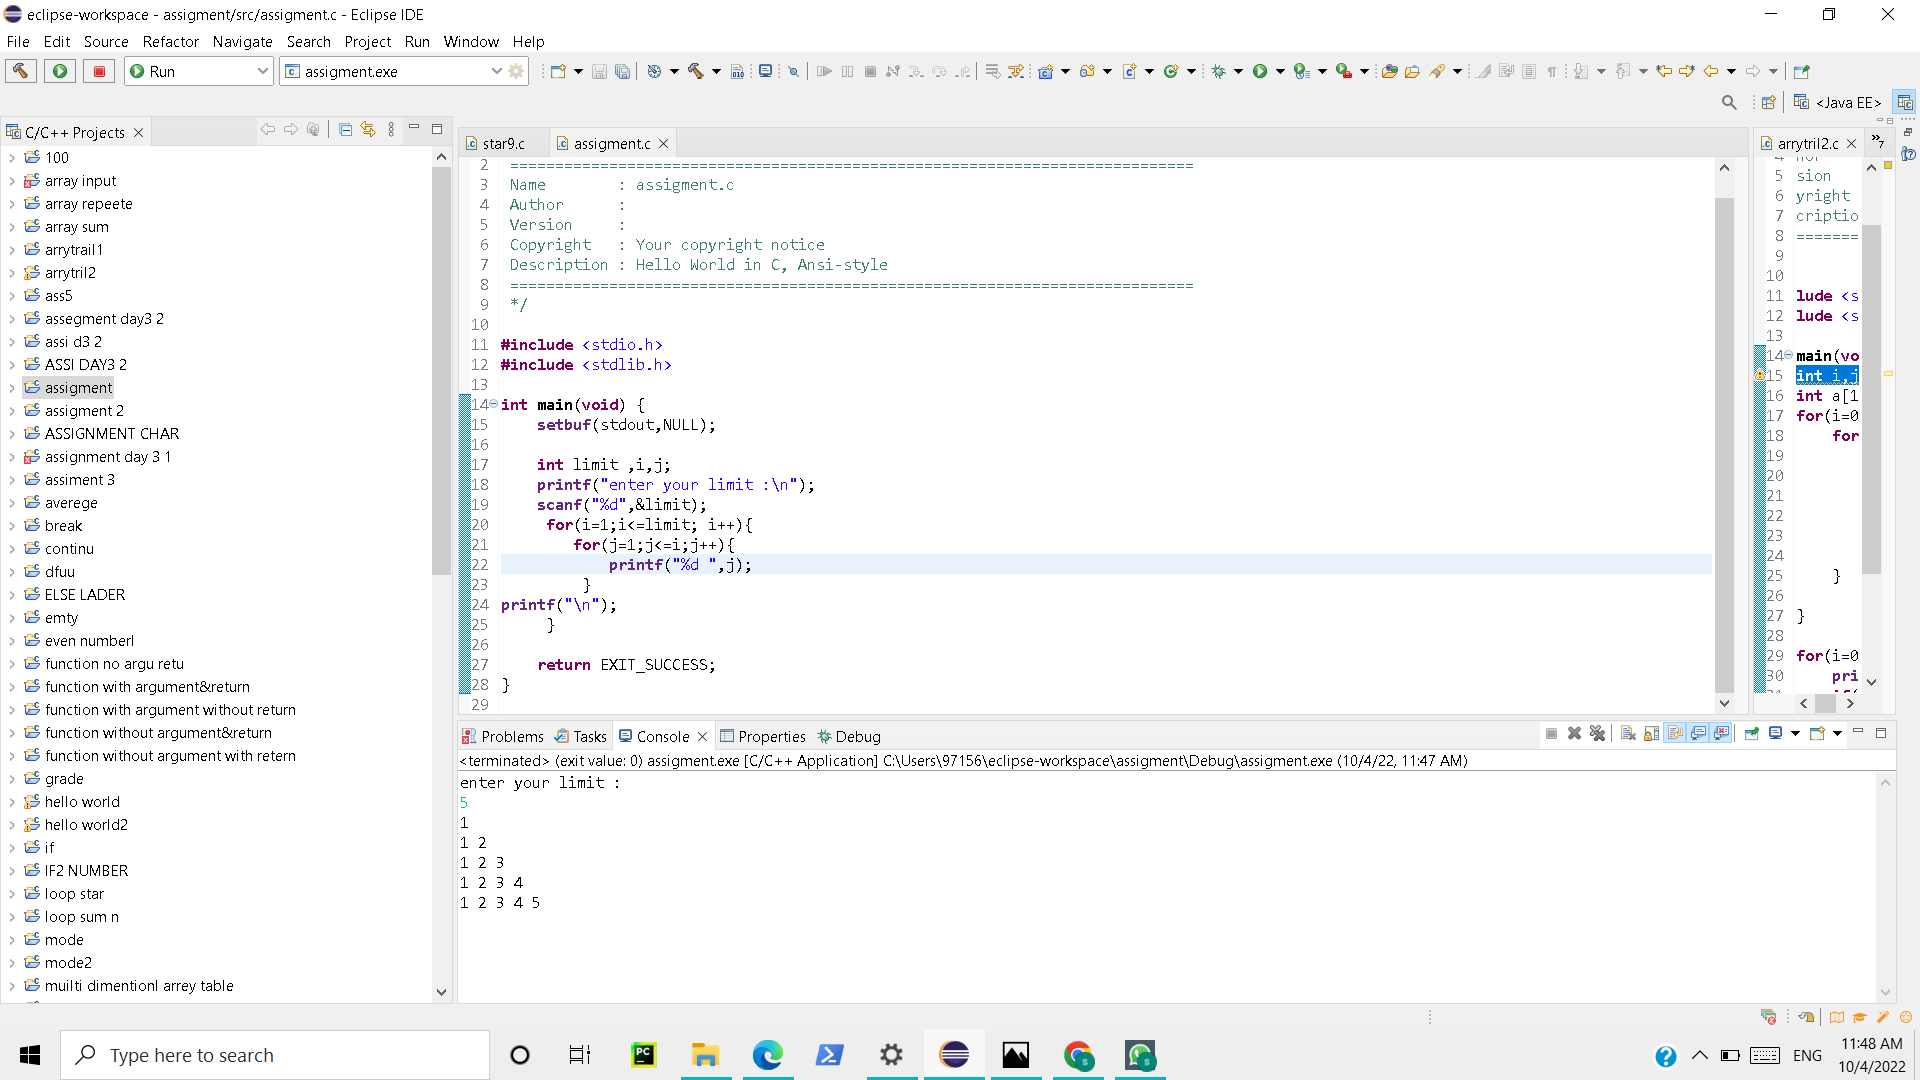 eclipse-workspace - assigment/src/assigment.c - Eclipse IDE
File Edit Source Refactor Navigate Search Project Run Window Help
Run
assigment.exe
<Java EE>
C/C++ Projects
100
array input
array repeete
array sum
arrytrail1
arrytril2
ass5
assegment day3 2
assi d3 2
ASSI DAY3 2
assigment
assigment 2
ASSIGNMENT CHAR
assignment day 3 1
assiment 3
averege
break
continu
dfuu
ELSE LADER
emty
even numberl
function no argu retu
function with argument&return
function with argument without return
function without argument&return
function without argument with retern
grade
hello world
hello world2
if
IF2 NUMBER
loop star
loop sum n
mode
mode2
muilti dimentionl arrey table
star9.c
assigment.c
2 ============================================================================
3 Name : assigment.c
4 Author :
5 Version :
6 Copyright : Your copyright notice
7 Description : Hello World in C, Ansi-style
8 ============================================================================
9 */
10
11 #include <stdio.h>
12 #include <stdlib.h>
13
14 int main(void) {
15 setbuf(stdout,NULL);
16
17 int limit ,i,j;
18 printf("enter your limit :\n");
19 scanf("%d",&limit);
20 for(i=1;i<=limit; i++){
21 for(j=1;j<=i;j++){
22 printf("%d ",j);
23 }
24 printf("\n");
25 }
26
27 return EXIT_SUCCESS;
28 }
29
arrytril2.c
7
5 sion
6 yright
7 criptio
8 =======
9
10
11 lude <s
12 lude <s
13
14 main(vo
15 int i,j
16 int a[1
17 for(i=0
18 for
19
20
21
22
23
24
25 }
26
27 }
28
29 for(i=0
30 pri
Problems Tasks Console Properties Debug
<terminated> (exit value: 0) assigment.exe [C/C++ Application] C:\Users\97156\eclipse-workspace\assigment\Debug\assigment.exe (10/4/22, 11:47 AM)
enter your limit :
5
1
1 2
1 2 3
1 2 3 4
1 2 3 4 5
Type here to search
PC
ENG
11:48 AM
10/4/2022